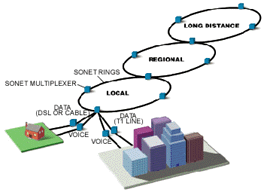 LONG DISTANCE
SONET RINGS
REGIONAL
SONET MULTIPLEXER
LOCAL
DATA
(DSL OR CABLE)
DATA
(T1 LINE)
VOICE
VOICE